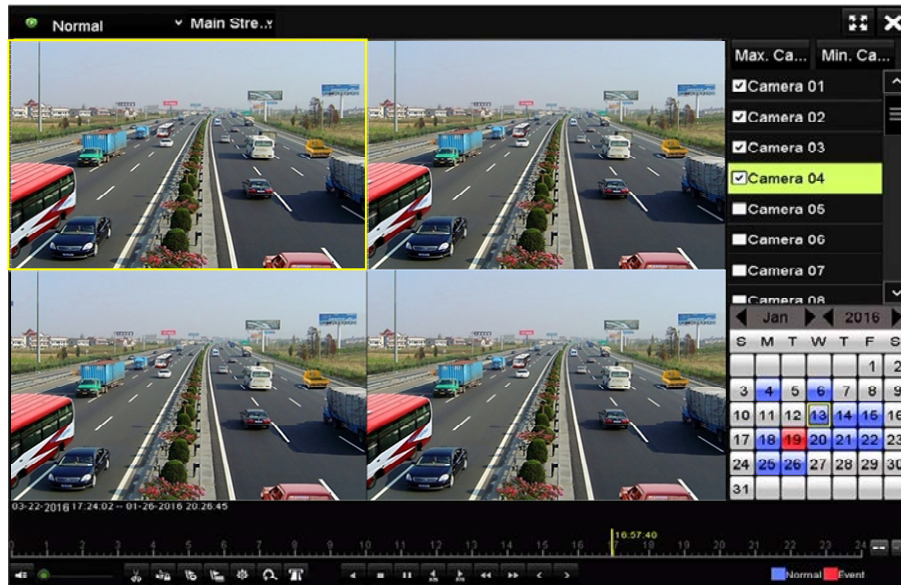 Normal
Main Stre..
Max. Ca...
Min. Ca...
Camera 01
Camera 02
Camera 03
Camera 04
Camera 05
Camera 06
Camera 07
Camera 08
Jan
2016
S M T W T F S
1 2
3 4 5 6 7 8 9
10 11 12 13 14 15 16
17 18 19 20 21 22 23
24 25 26 27 28 29 30
31
03-22-2016 17:24:02 -- 01-26-2016 20:26:45
16:57:40
0 1 2 3 4 5 6 7 8 9 10 11 12 13 14 15 16 17 18 19 20 21 22 23 24
Normal
Event